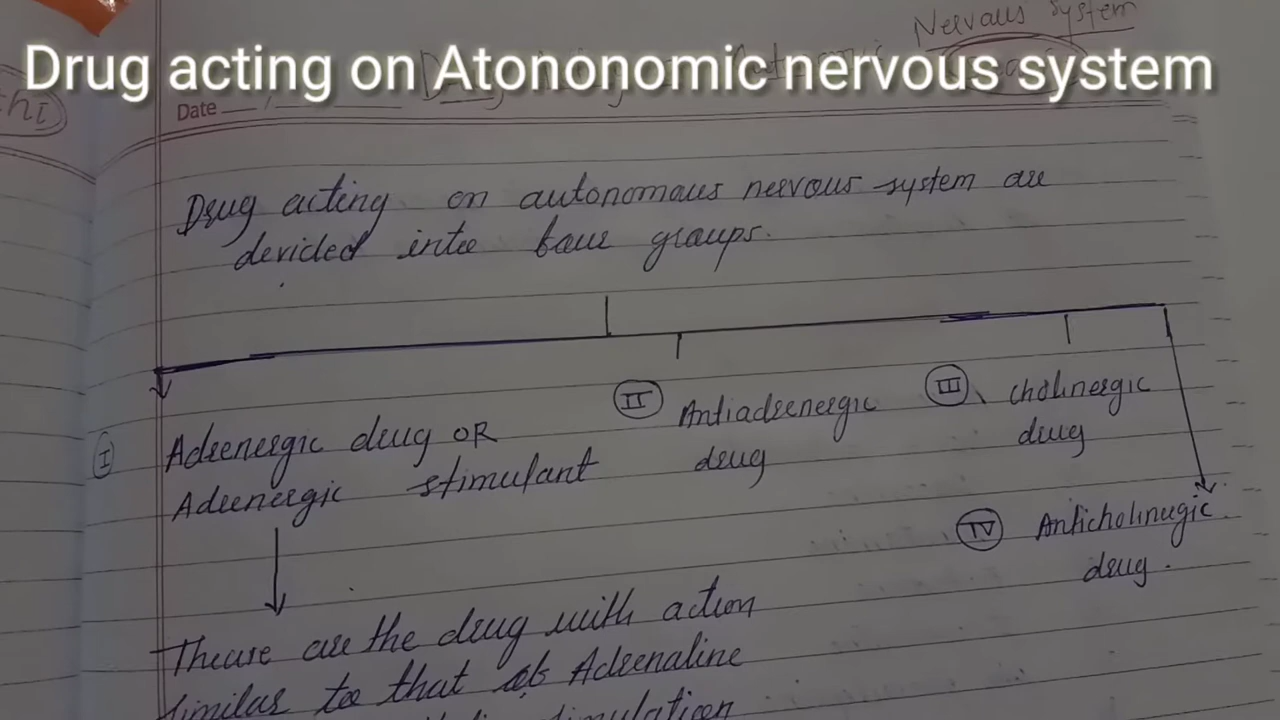 Nervous System
Drug acting on Atononomic nervous system
Date
Drug acting on autonomous nervous system are
devided into four groups.
I Adrenergic drug OR
Adrenergic stimulant
II Antiadrenergic
drug
III cholinergic
drug
IV Anticholinergic
drug.
These are the drug with action
similar to that of Adrenaline
stimulation